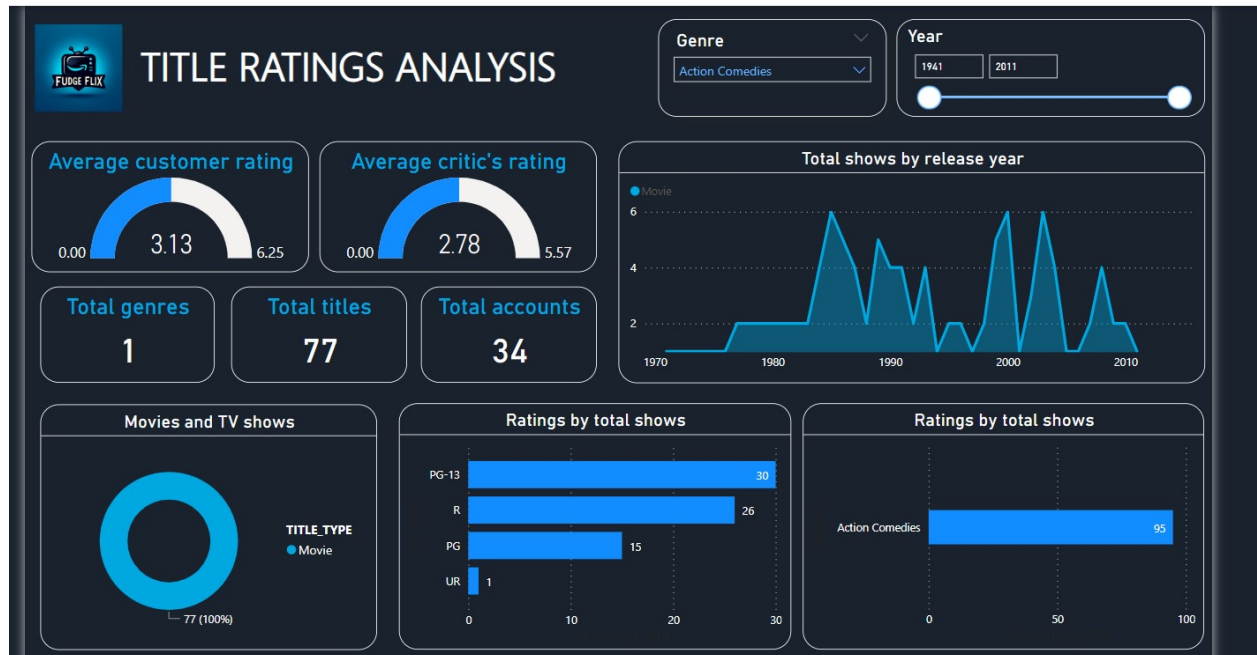 FUDGE FLIX
TITLE RATINGS ANALYSIS
Genre
Action Comedies
Year
1941
2011
Average customer rating
0.00
3.13
6.25
Average critic's rating
0.00
2.78
5.57
Total genres
1
Total titles
77
Total accounts
34
Total shows by release year
Movie
6
4
2
1970
1980
1990
2000
2010
Movies and TV shows
TITLE_TYPE
Movie
77 (100%)
Ratings by total shows
PG-13
30
R
26
PG
15
UR
1
0
10
20
30
Ratings by total shows
Action Comedies
95
0
50
100